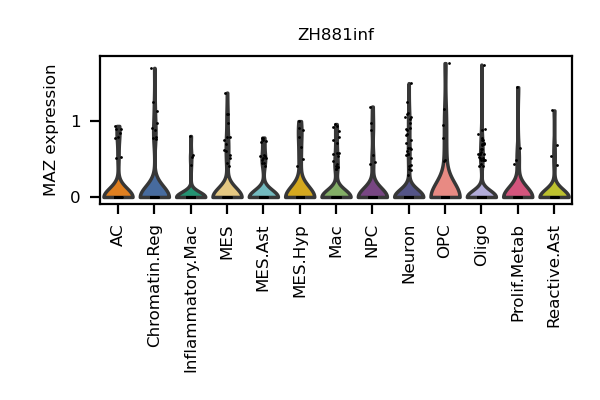 ZH881inf
MAZ expression
1
0
AC
Chromatin.Reg
Inflammatory.Mac
MES
MES.Ast
MES.Hyp
Mac
NPC
Neuron
OPC
Oligo
Prolif.Metab
Reactive.Ast